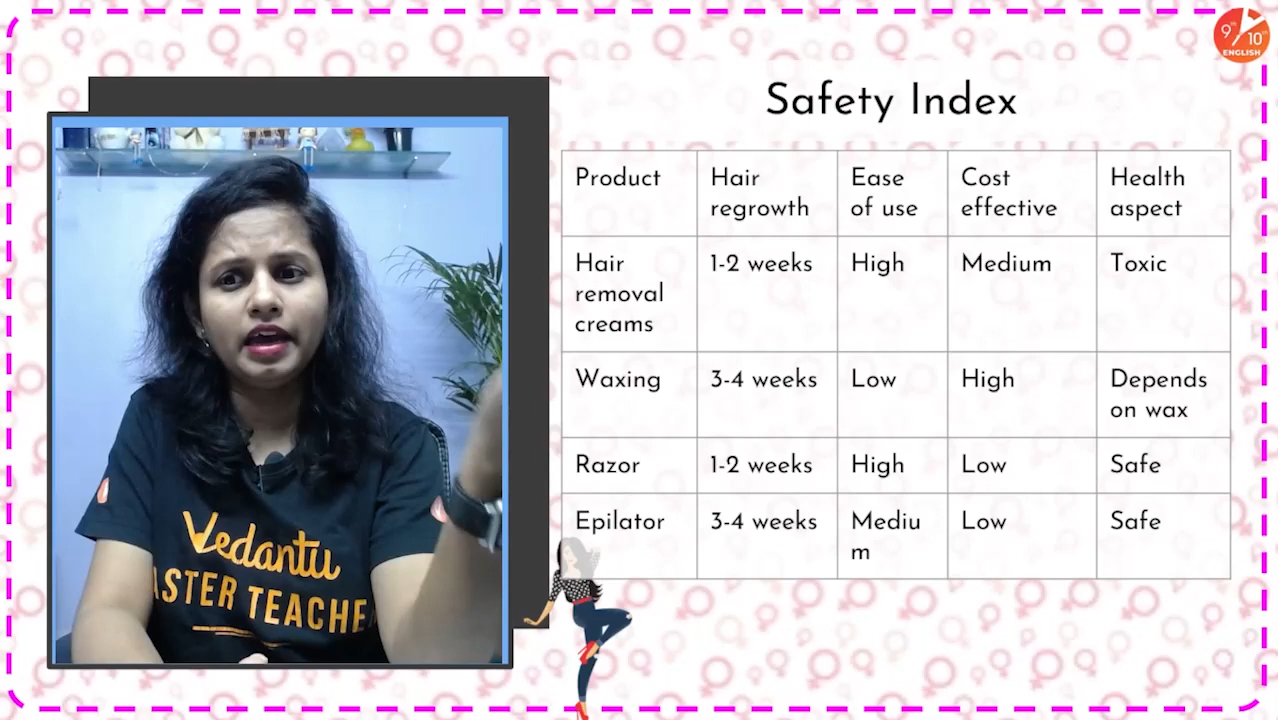 9th 10th
ENGLISH
Safety Index
Product
Hair
regrowth
Ease
of use
Cost
effective
Health
aspect
Hair
removal
creams
1-2 weeks
High
Medium
Toxic
Waxing
3-4 weeks
Low
High
Depends
on wax
Razor
1-2 weeks
High
Low
Safe
Epilator
3-4 weeks
Mediu
m
Low
Safe
Vedantu
ASTER TEACHE